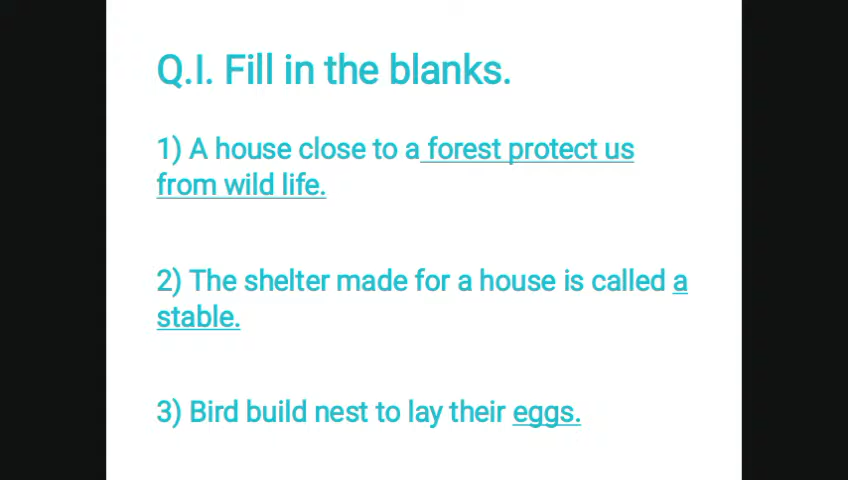 Q.I. Fill in the blanks.
1) A house close to a forest protect us
from wild life.
2) The shelter made for a house is called a
stable.
3) Bird build nest to lay their eggs.